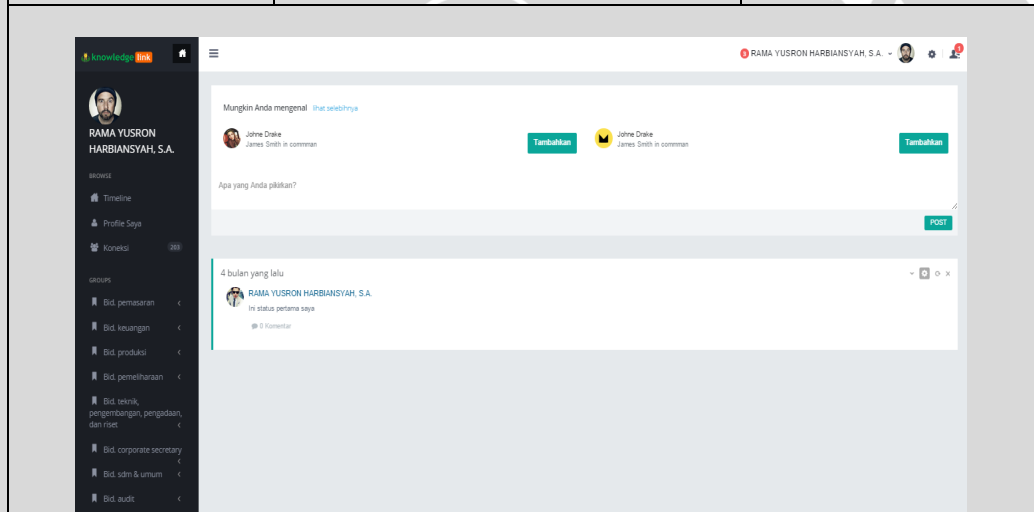 knowledge link
3 RAMA YUSRON HARBIANSYAH, S.A.
RAMA YUSRON
HARBIANSYAH, S.A.
BROWSE
Timeline
Profile Saya
Koneksi 203
GROUPS
Bid. pemasaran
Bid. keuangan
Bid. produksi
Bid. pemeliharaan
Bid. teknik,
pengembangan, pengadaan,
dan riset
Bid. corporate secretary
Bid. sdm & umum
Bid. audit
Mungkin Anda mengenal lihat selebihnya
Johne Drake
James Smith in commman
Tambahkan
Johne Drake
James Smith in commman
Tambahkan
Apa yang Anda pikirkan?
POST
4 bulan yang lalu
RAMA YUSRON HARBIANSYAH, S.A.
Ini status pertama saya
0 Komentar